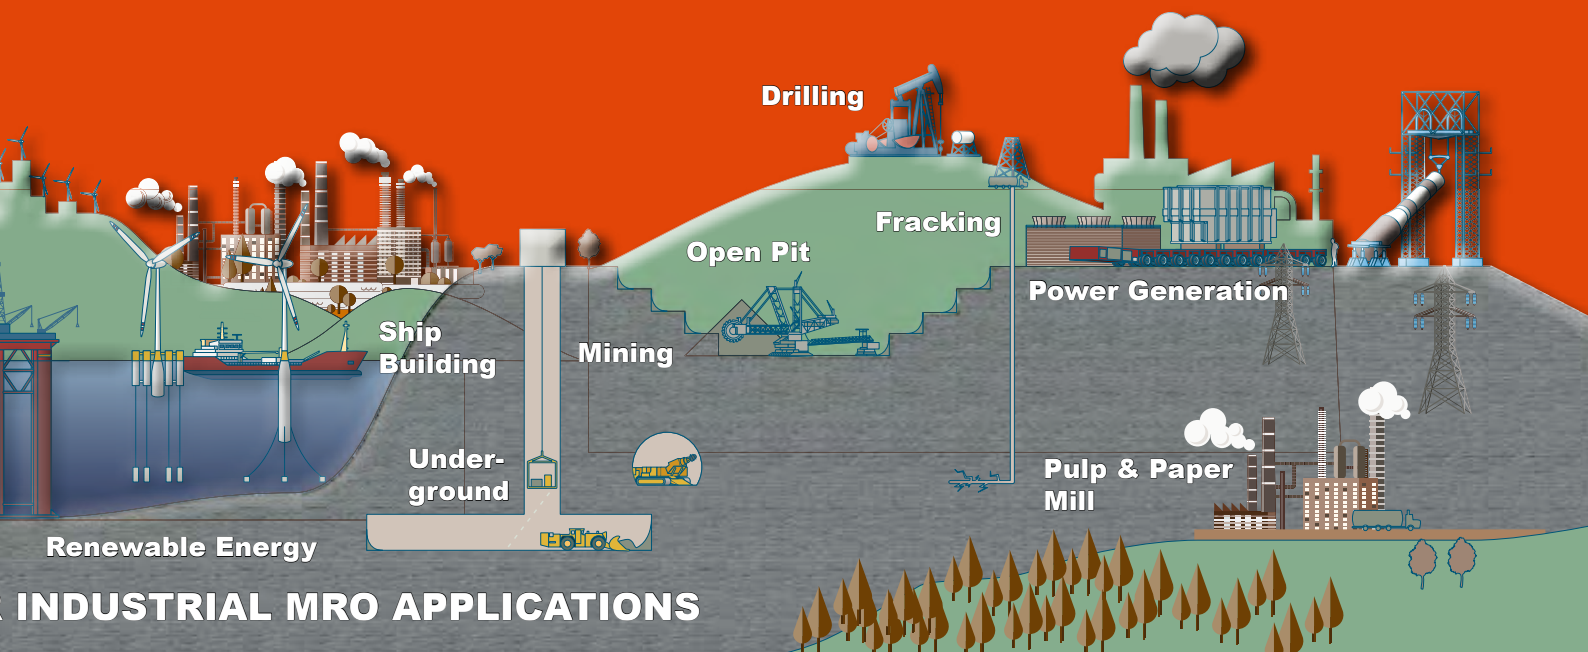 Drilling
Fracking
Open Pit
Power Generation
Ship
Building
Mining
Under-
ground
Pulp & Paper
Mill
Renewable Energy
INDUSTRIAL MRO APPLICATIONS